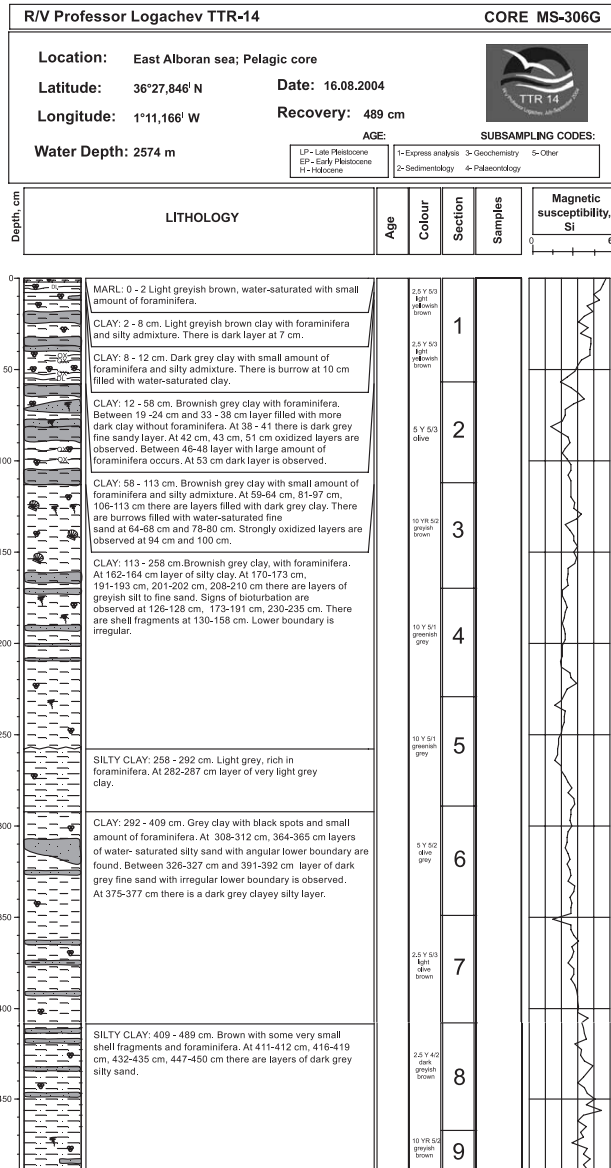 R/V Professor Logachev TTR-14 CORE MS-306G
Location: East Alboran sea; Pelagic core
Latitude: 36°27,846ˡ N Date: 16.08.2004
Longitude: 1°11,166ˡ W Recovery: 489 cm
Water Depth: 2574 m
TTR 14
AGE:
LP - Late Pleistocene
EP - Early Pleistocene
H - Holocene
SUBSAMPLING CODES:
1- Express analysis 3- Geochemistry 5- Other
2- Sedimentology 4- Palaeontology
Depth, cm
LITHOLOGY
Age
Colour
Section
Samples
Magnetic
susceptibility,
Si
0 6
0
50
100
150
200
250
300
350
400
450
MARL: 0 - 2 Light greyish brown, water-saturated with small
amount of foraminifera.
CLAY: 2 - 8 cm. Light greyish brown clay with foraminifera
and silty admixture. There is dark layer at 7 cm.
CLAY: 8 - 12 cm. Dark grey clay with small amount of
foraminifera and silty admixture. There is burrow at 10 cm
filled with water-saturated clay.
CLAY: 12 - 58 cm. Brownish grey clay with foraminifera.
Between 19 -24 cm and 33 - 38 cm layer filled with more
dark clay without foraminifera. At 38 - 41 there is dark grey
fine sandy layer. At 42 cm, 43 cm, 51 cm oxidized layers are
observed. Between 46-48 layer with large amount of
foraminifera occurs. At 53 cm dark layer is observed.
CLAY: 58 - 113 cm. Brownish grey clay with small amount of
foraminifera and silty admixture. At 59-64 cm, 81-97 cm,
106-113 cm there are layers filled with dark grey clay. There
are burrows filled with water-saturated fine
sand at 64-68 cm and 78-80 cm. Strongly oxidized layers are
observed at 94 cm and 100 cm.
CLAY: 113 - 258 cm.Brownish grey clay, with foraminifera.
At 162-164 cm layer of silty clay. At 170-173 cm,
191-193 cm, 201-202 cm, 208-210 cm there are layers of
greyish silt to fine sand. Signs of bioturbation are
observed at 126-128 cm, 173-191 cm, 230-235 cm. There
are shell fragments at 130-158 cm. Lower boundary is
irregular.
SILTY CLAY: 258 - 292 cm. Light grey, rich in
foraminifera. At 282-287 cm layer of very light grey
clay.
CLAY: 292 - 409 cm. Grey clay with black spots and small
amount of foraminifera. At 308-312 cm, 364-365 cm layers
of water- saturated silty sand with angular lower boundary are
found. Between 326-327 cm and 391-392 cm layer of dark
grey fine sand with irregular lower boundary is observed.
At 375-377 cm there is a dark grey clayey silty layer.
SILTY CLAY: 409 - 489 cm. Brown with some very small
shell fragments and foraminifera. At 411-412 cm, 416-419
cm, 432-435 cm, 447-450 cm there are layers of dark grey
silty sand.
2,5 Y 5/3
light
yellowish
brown
2,5 Y 5/3
light
yellowish
brown
5 Y 5/3
olive
10 YR 5/2
greyish
brown
10 Y 5/1
greenish
grey
10 Y 5/1
greenish
grey
5 Y 5/2
olive
grey
2.5 Y 5/3
light
olive
brown
2.5 Y 4/2
dark
greyish
brown
10 YR 5/2
greyish
brown
1
2
3
4
5
6
7
8
9